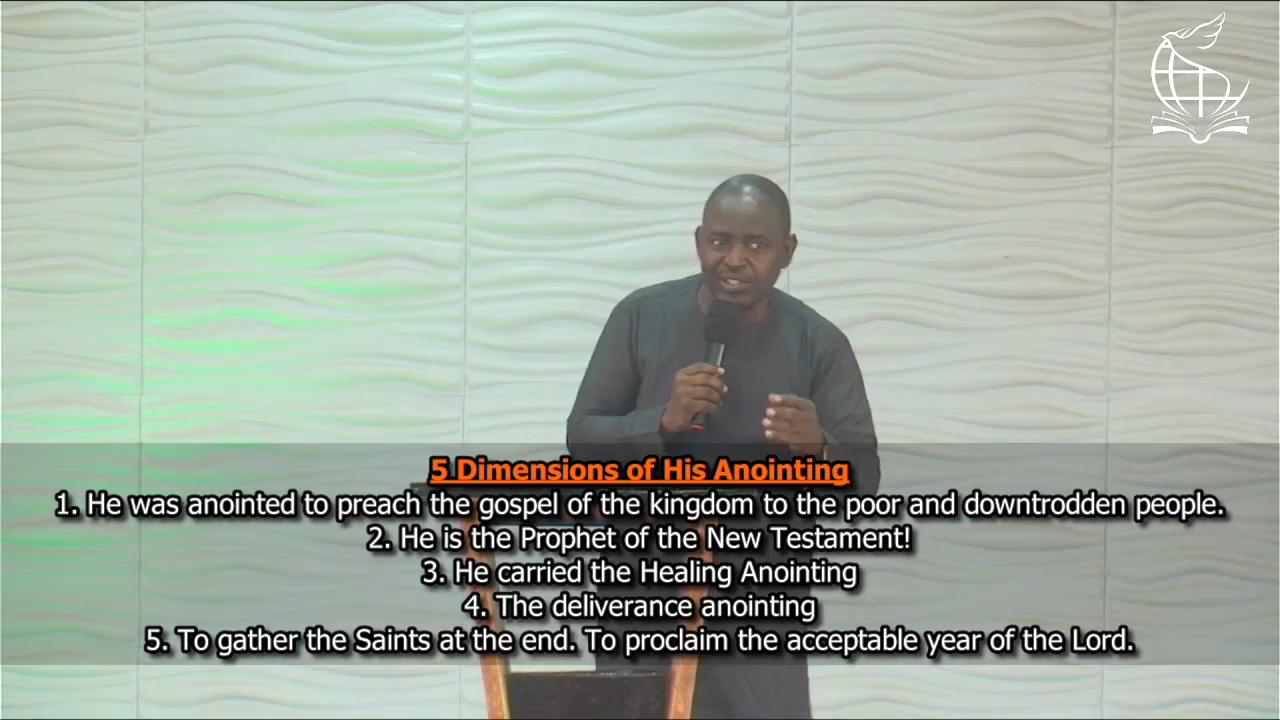 5 Dimensions of His Anointing
1. He was anointed to preach the gospel of the kingdom to the poor and downtrodden people.
2. He is the Prophet of the New Testament!
3. He carried the Healing Anointing
4. The deliverance anointing
5. To gather the Saints at the end. To proclaim the acceptable year of the Lord.